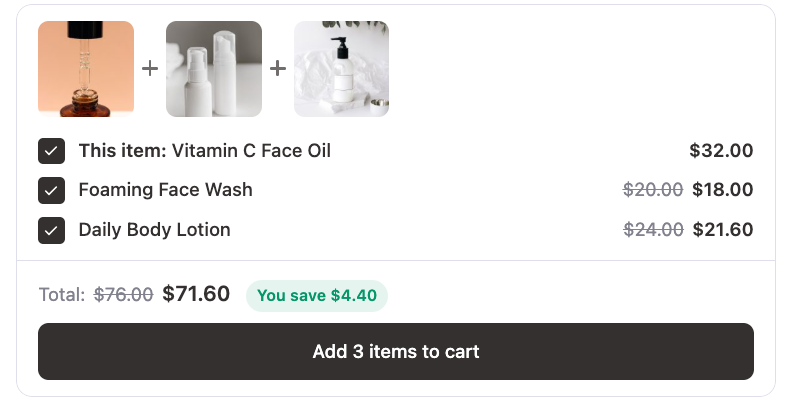 This item: Vitamin C Face Oil $32.00
Foaming Face Wash $20.00 $18.00
Daily Body Lotion $24.00 $21.60
Total: $76.00 $71.60 You save $4.40
Add 3 items to cart